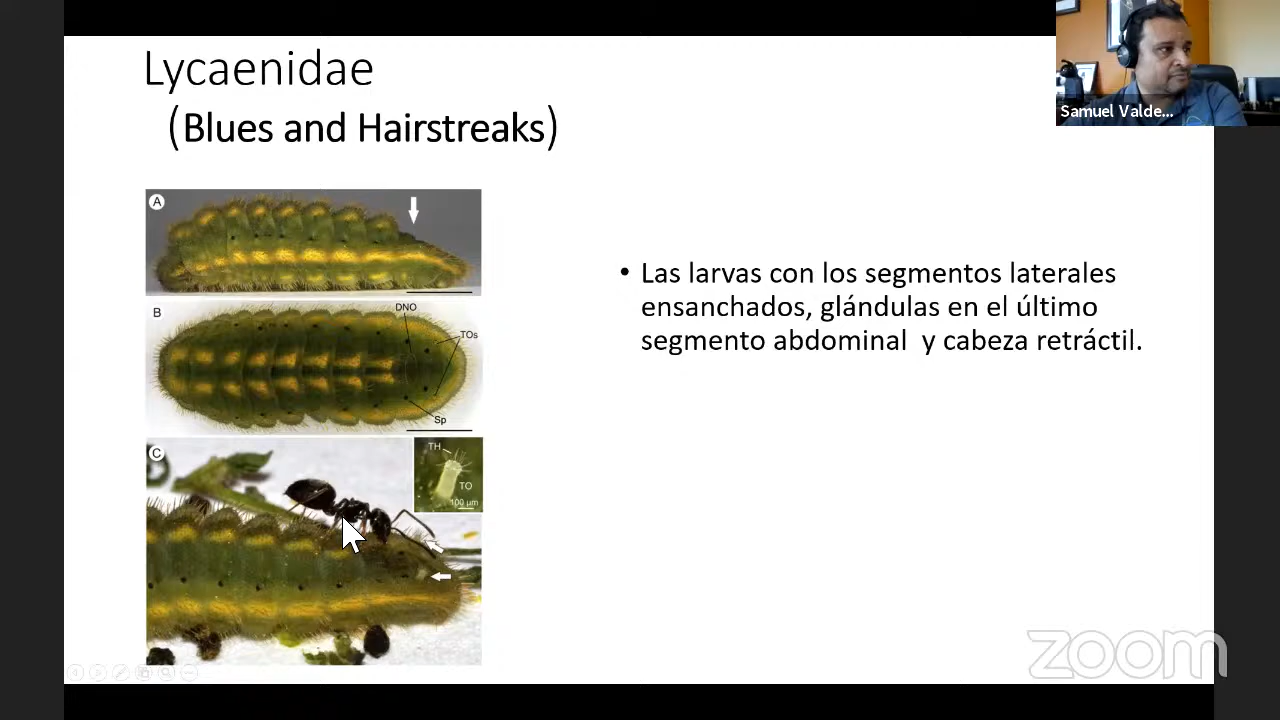 Lycaenidae
(Blues and Hairstreaks)
Samuel Valde...
A
B
DNO
TOs
Sp
C
TH
TO
100 µm
• Las larvas con los segmentos laterales
ensanchados, glándulas en el último
segmento abdominal y cabeza retráctil.
zoom